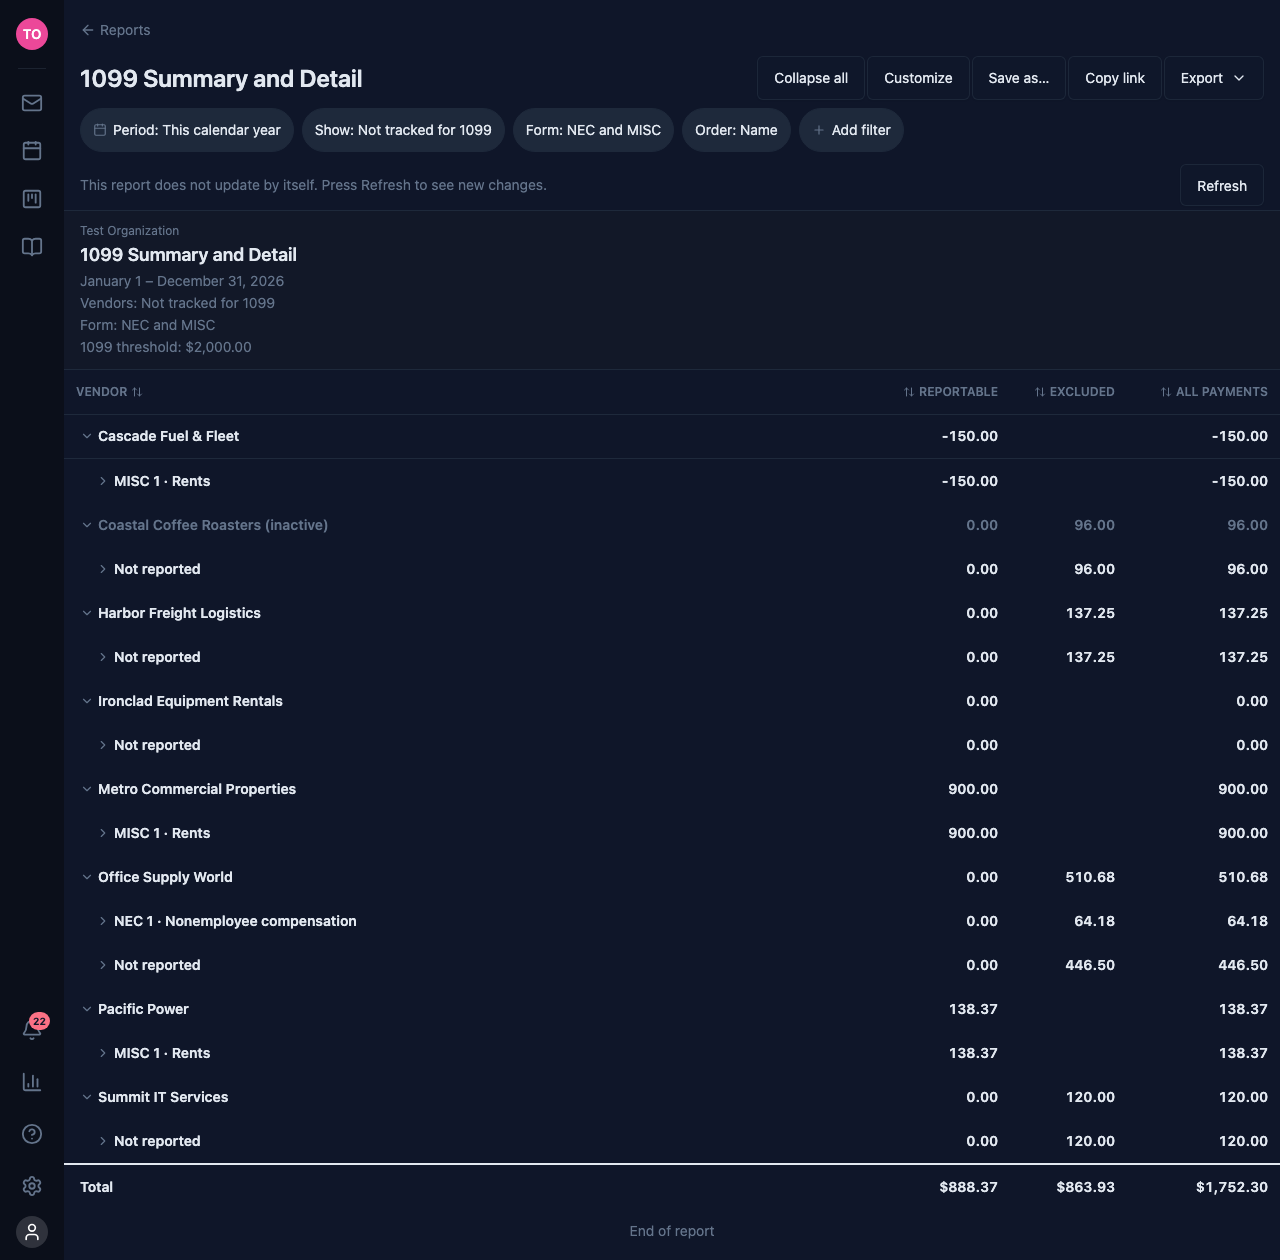 TO
Reports
1099 Summary and Detail
Collapse all
Customize
Save as...
Copy link
Export
Period: This calendar year
Show: Not tracked for 1099
Form: NEC and MISC
Order: Name
Add filter
This report does not update by itself. Press Refresh to see new changes.
Refresh
Test Organization
1099 Summary and Detail
January 1 – December 31, 2026
Vendors: Not tracked for 1099
Form: NEC and MISC
1099 threshold: $2,000.00
VENDOR REPORTABLE EXCLUDED ALL PAYMENTS
Cascade Fuel & Fleet -150.00 -150.00
MISC 1 · Rents -150.00 -150.00
Coastal Coffee Roasters (inactive) 0.00 96.00 96.00
Not reported 0.00 96.00 96.00
Harbor Freight Logistics 0.00 137.25 137.25
Not reported 0.00 137.25 137.25
Ironclad Equipment Rentals 0.00 0.00
Not reported 0.00 0.00
Metro Commercial Properties 900.00 900.00
MISC 1 · Rents 900.00 900.00
Office Supply World 0.00 510.68 510.68
NEC 1 · Nonemployee compensation 0.00 64.18 64.18
Not reported 0.00 446.50 446.50
Pacific Power 138.37 138.37
MISC 1 · Rents 138.37 138.37
Summit IT Services 0.00 120.00 120.00
Not reported 0.00 120.00 120.00
Total $888.37 $863.93 $1,752.30
End of report
22